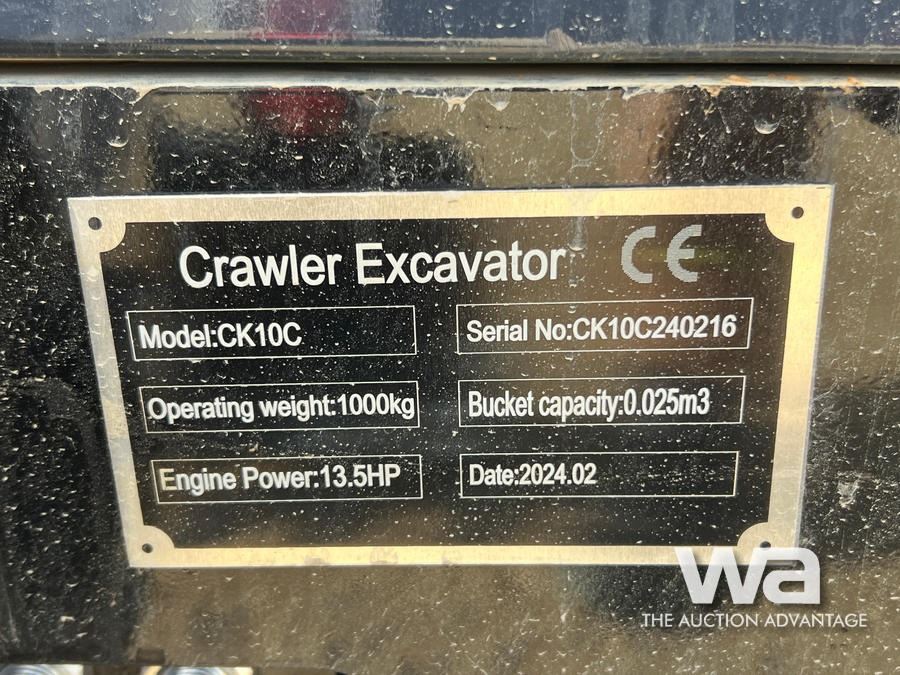 Crawler Excavator CE
Model:CK10C
Serial No:CK10C240216
Operating weight:1000kg
Bucket capacity:0.025m3
Engine Power:13.5HP
Date:2024.02
wa
THE AUCTION ADVANTAGE